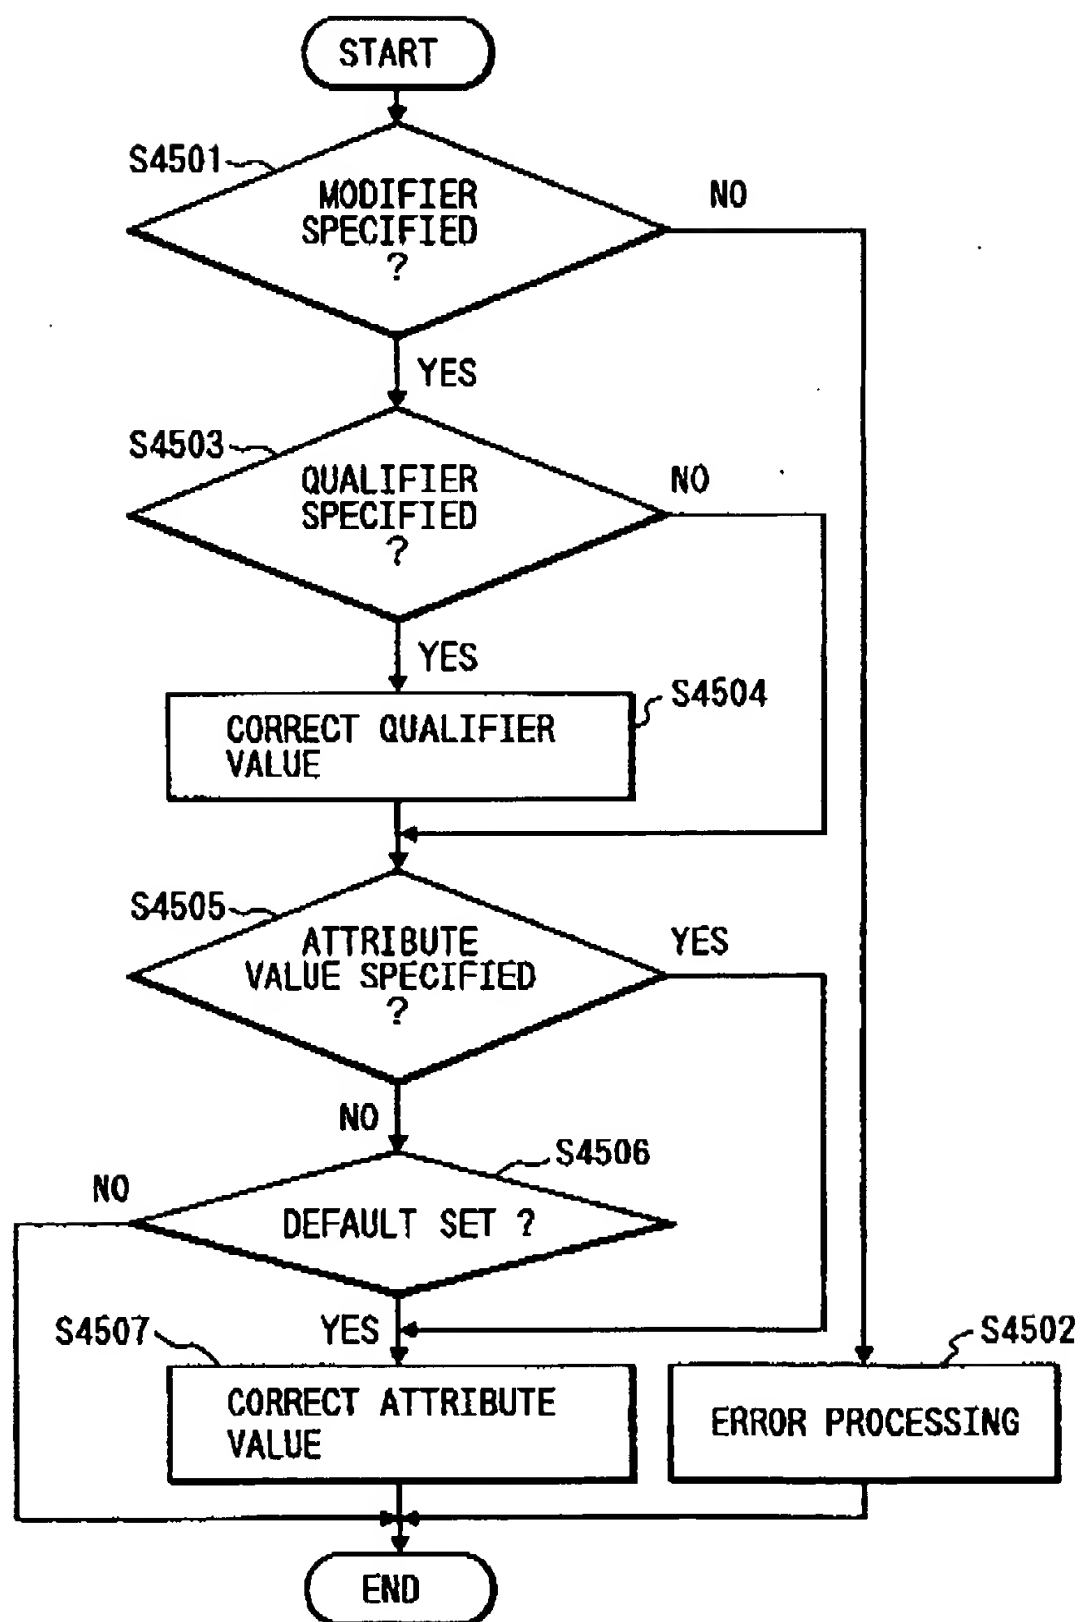 START
S4501
MODIFIER
SPECIFIED
?
NO
YES
S4503
QUALIFIER
SPECIFIED
?
NO
YES
S4504
CORRECT QUALIFIER
VALUE
S4505
ATTRIBUTE
VALUE SPECIFIED
?
YES
NO
S4506
NO
DEFAULT SET ?
YES
S4507
S4502
CORRECT ATTRIBUTE
VALUE
ERROR PROCESSING
END